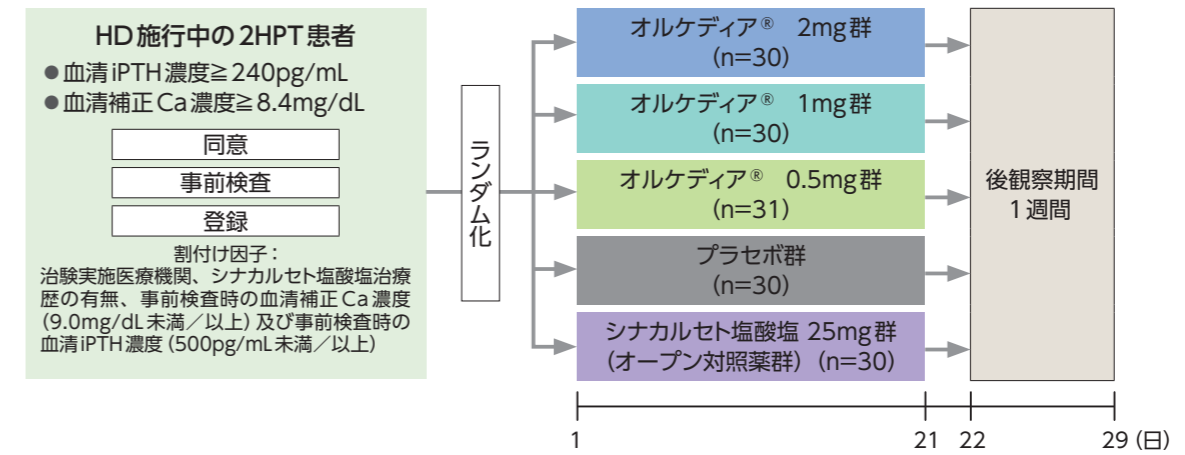 HD施行中の2HPT患者
●血清iPTH濃度≧240pg/mL
●血清補正Ca濃度≧8.4mg/dL
同意
事前検査
登録
割付け因子：
治験実施医療機関、シナカルセト塩酸塩治療
歴の有無、事前検査時の血清補正Ca濃度
（9.0mg/dL未満／以上）及び事前検査時の
血清iPTH濃度（500pg/mL未満／以上）
ランダム化
オルケディア® 2mg群
（n=30）
オルケディア® 1mg群
（n=30）
オルケディア® 0.5mg群
（n=31）
プラセボ群
（n=30）
シナカルセト塩酸塩 25mg群
（オープン対照薬群）（n=30）
後観察期間
1週間
1 21 22 29（日）